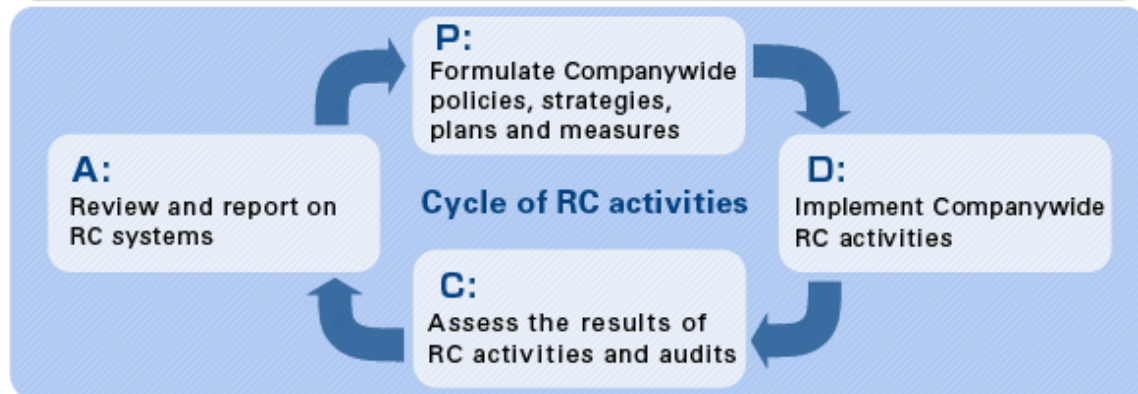 P:
Formulate Companywide
policies, strategies,
plans and measures
A:
Review and report on
RC systems
Cycle of RC activities
D:
Implement Companywide
RC activities
C:
Assess the results of
RC activities and audits